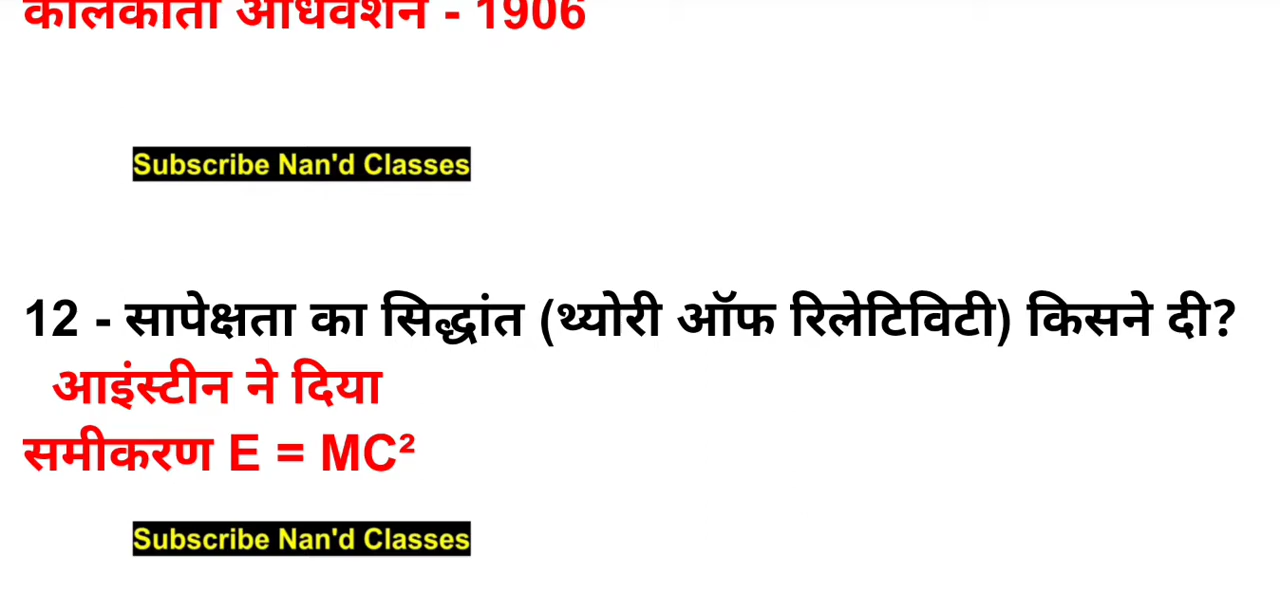 कोलकाता अधिवेशन - 1906
Subscribe Nan'd Classes
12 - सापेक्षता का सिद्धांत (थ्योरी ऑफ रिलेटिविटी) किसने दी?
आइंस्टीन ने दिया
समीकरण E = MC²
Subscribe Nan'd Classes